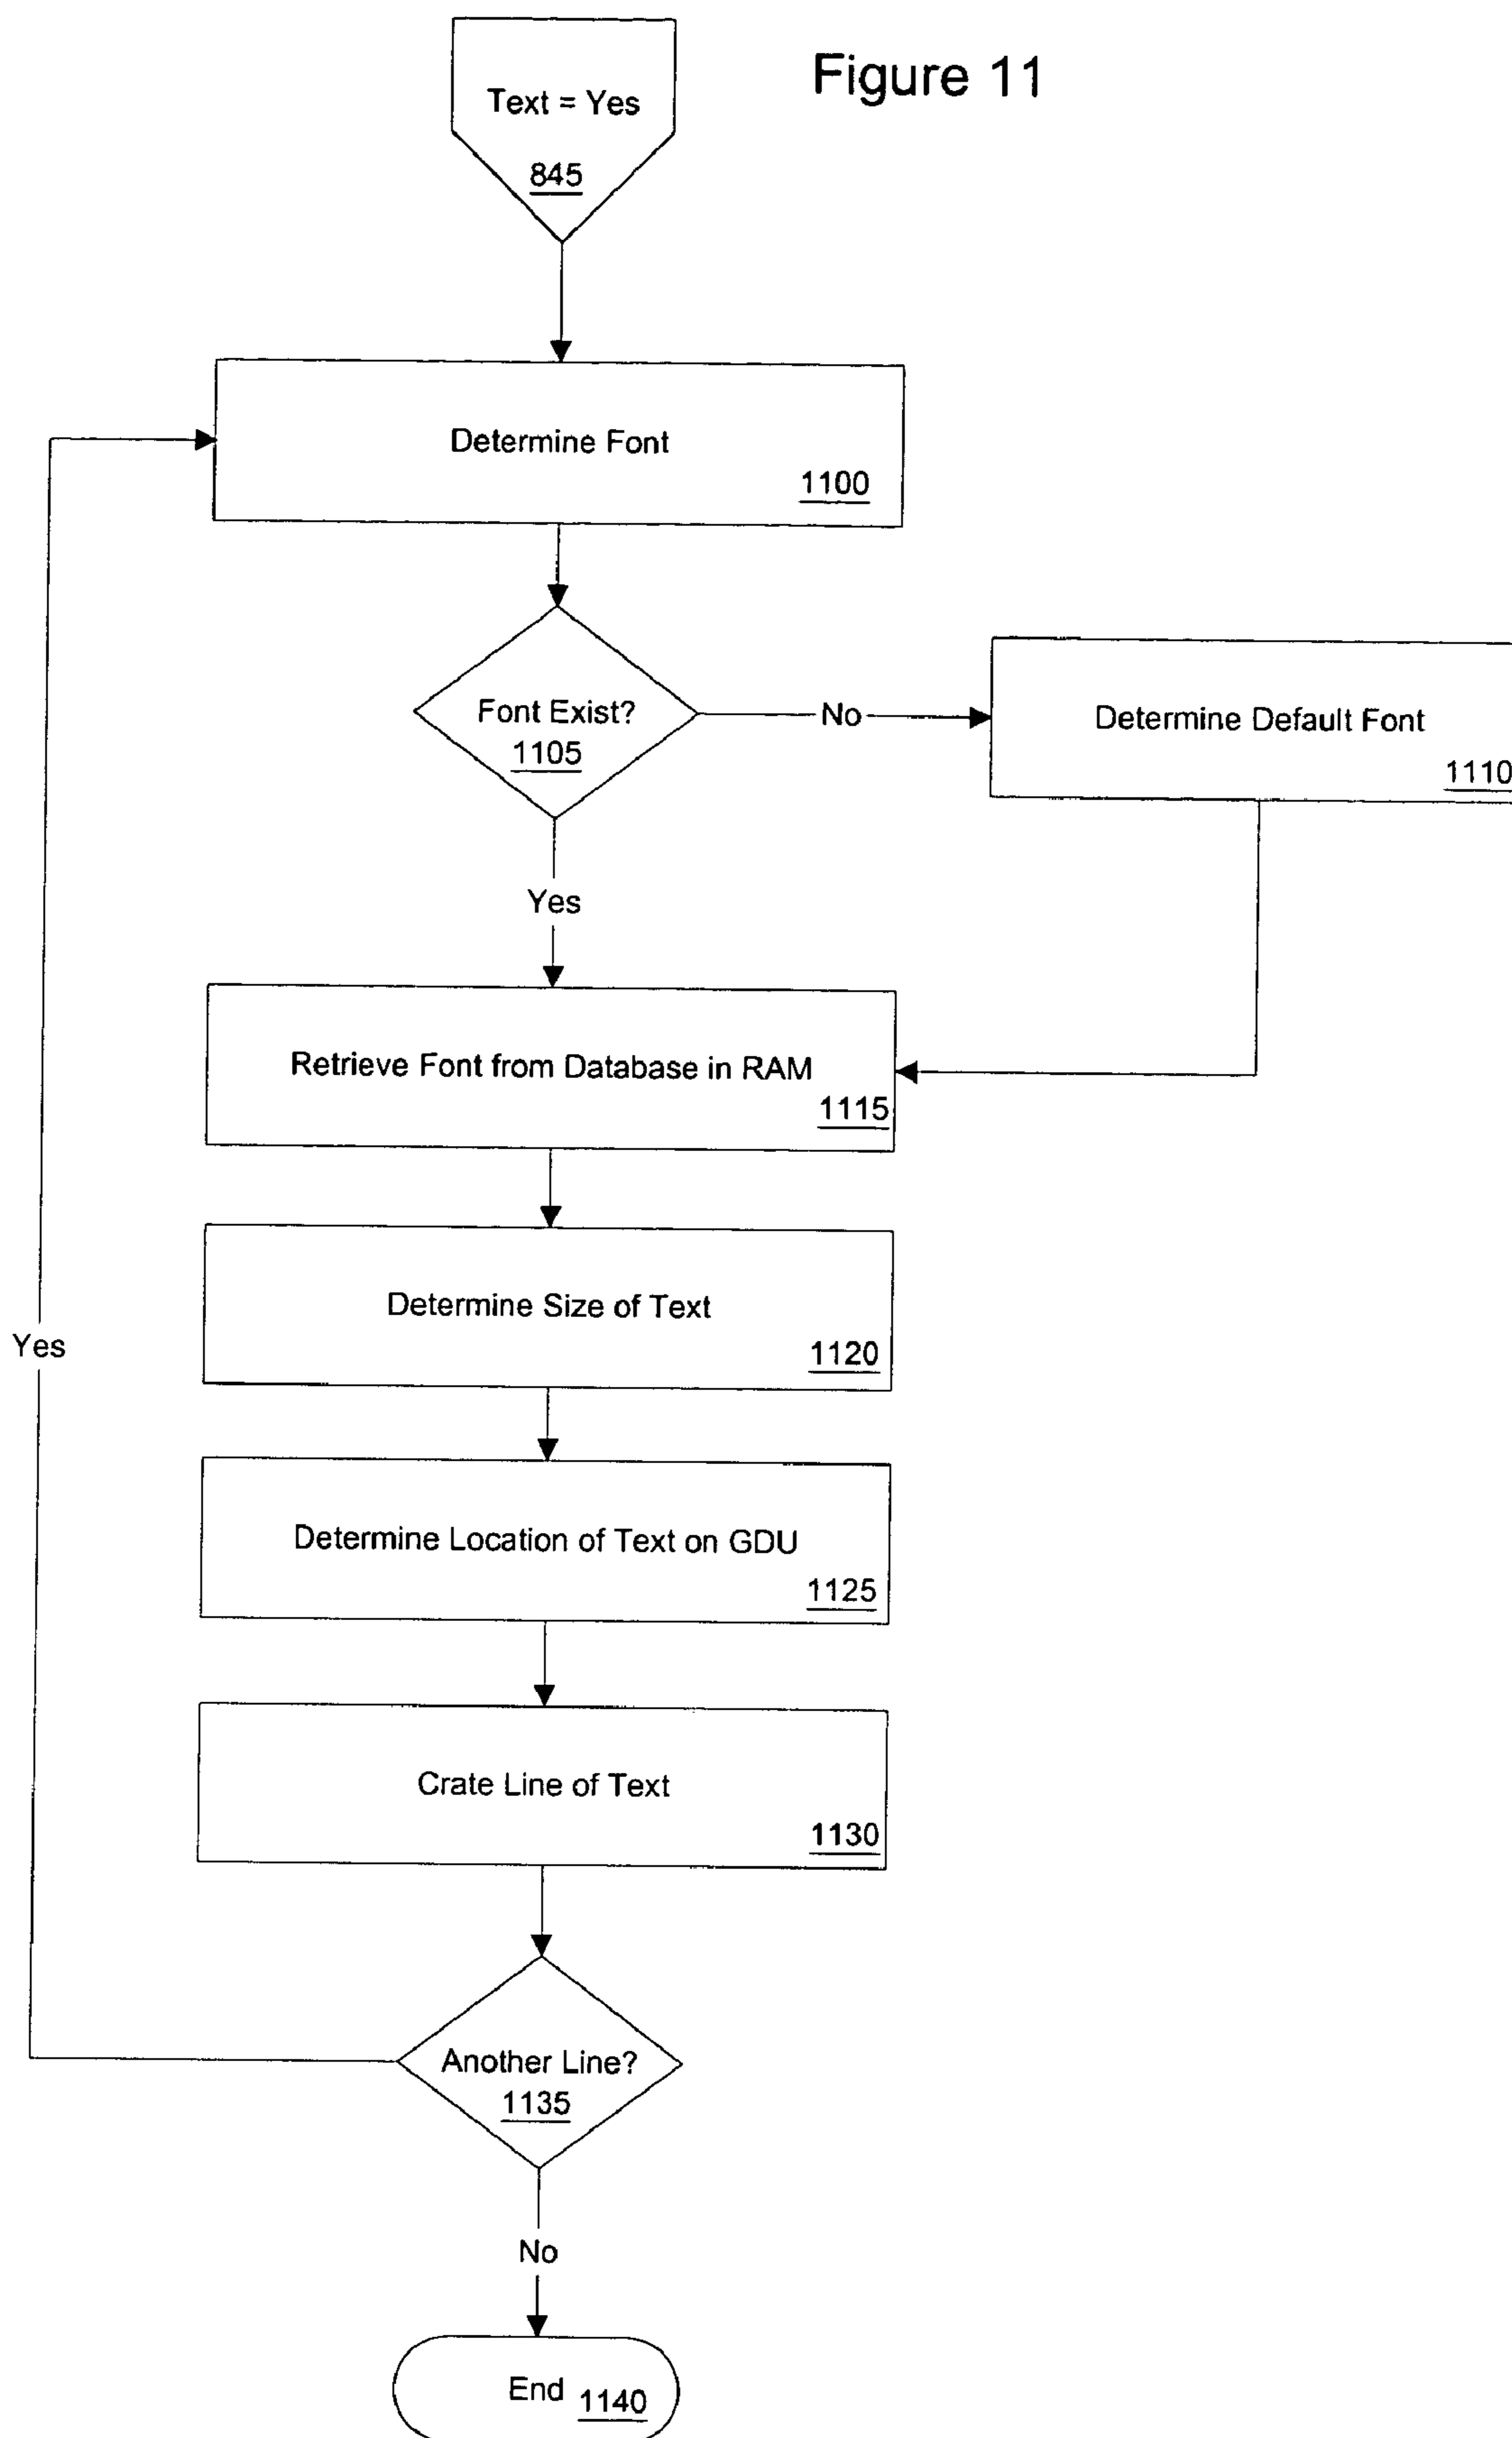 Figure 11
Text = Yes
845
Determine Font
1100
Font Exist?
1105
No
Determine Default Font
1110
Yes
Retrieve Font from Database in RAM
1115
Determine Size of Text
1120
Yes
Determine Location of Text on GDU
1125
Crate Line of Text
1130
Another Line?
1135
No
End
1140